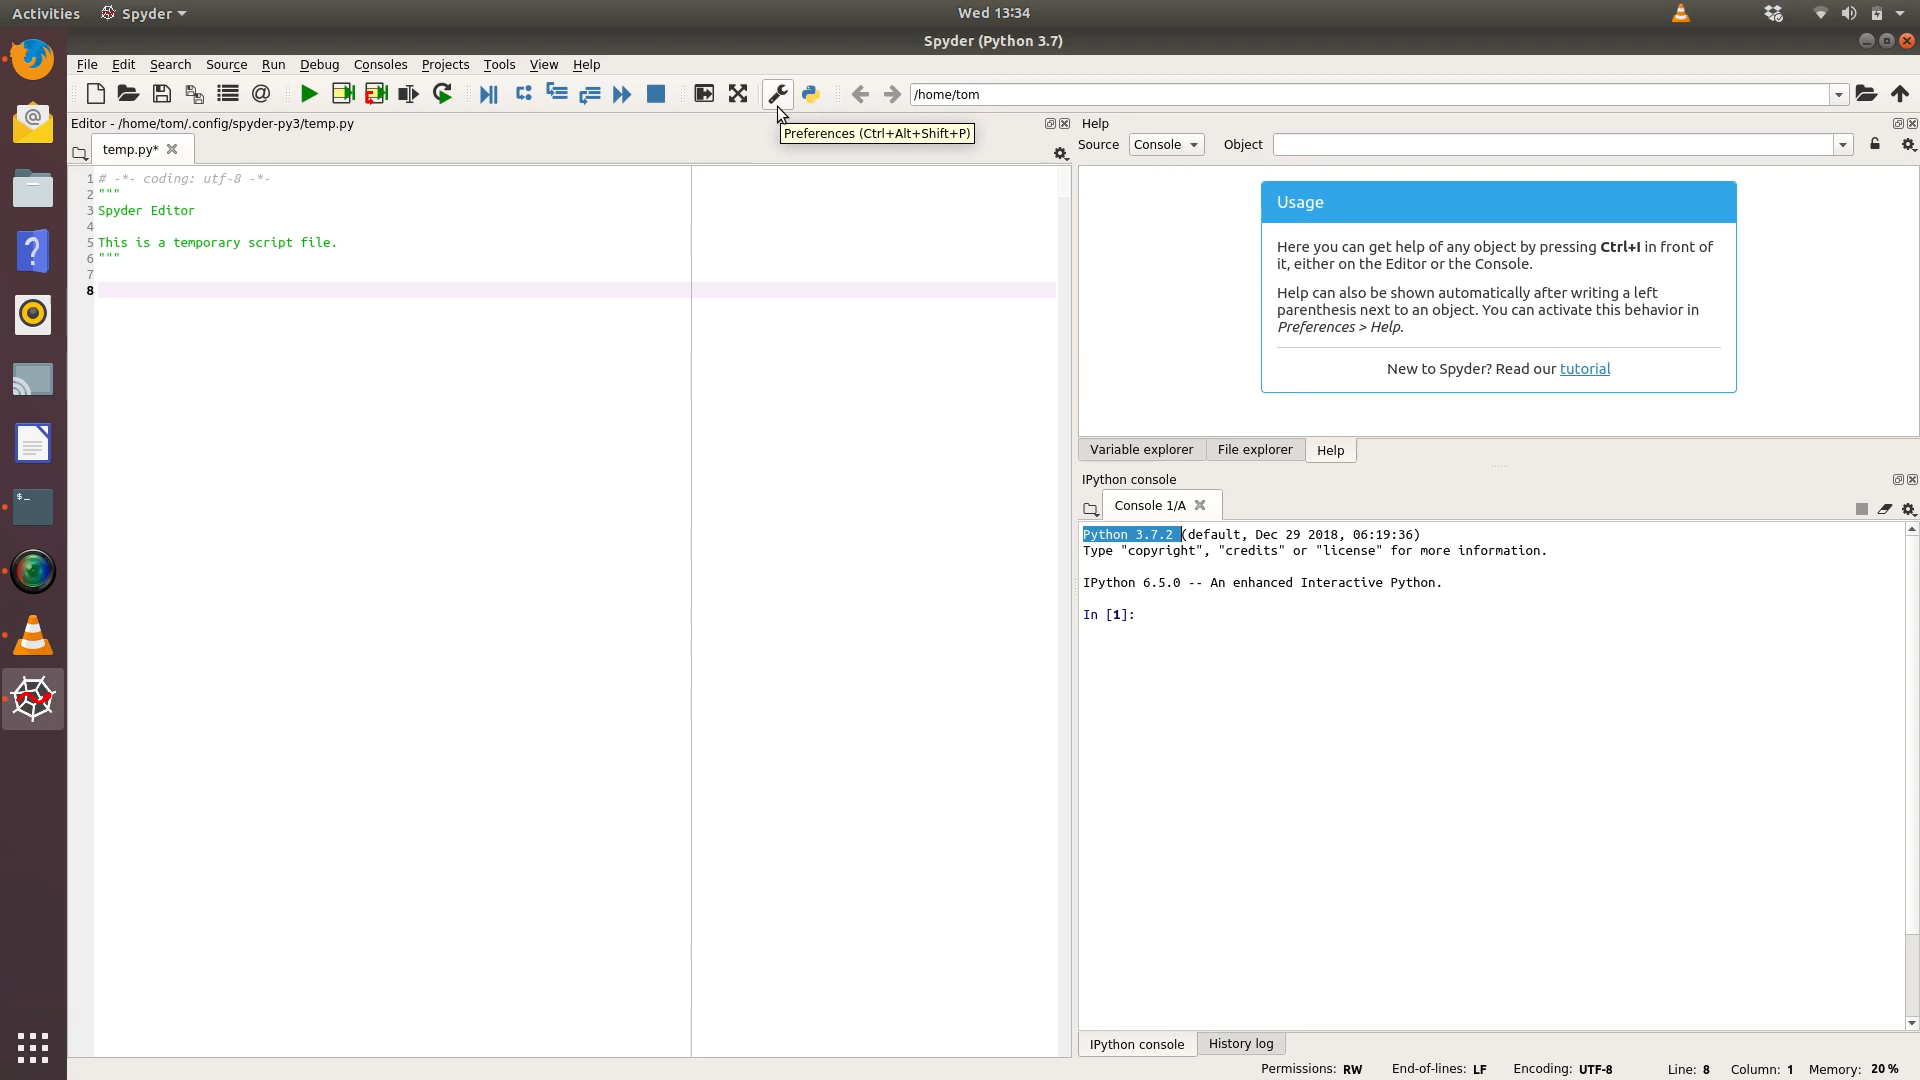 Activities Spyder Wed 13:34
Spyder (Python 3.7)
File Edit Search Source Run Debug Consoles Projects Tools View Help
/home/tom
Preferences (Ctrl+Alt+Shift+P)
Editor - /home/tom/.config/spyder-py3/temp.py
temp.py*
1 # -*- coding: utf-8 -*-
2 """
3 Spyder Editor
4
5 This is a temporary script file.
6 """
7
8
Help
Source Console Object
Usage
Here you can get help of any object by pressing Ctrl+I in front of
it, either on the Editor or the Console.
Help can also be shown automatically after writing a left
parenthesis next to an object. You can activate this behavior in
Preferences > Help.
New to Spyder? Read our tutorial
Variable explorer File explorer Help
IPython console
Console 1/A
Python 3.7.2 (default, Dec 29 2018, 06:19:36)
Type "copyright", "credits" or "license" for more information.
IPython 6.5.0 -- An enhanced Interactive Python.
In [1]:
IPython console History log
Permissions: RW End-of-lines: LF Encoding: UTF-8 Line: 8 Column: 1 Memory: 20 %